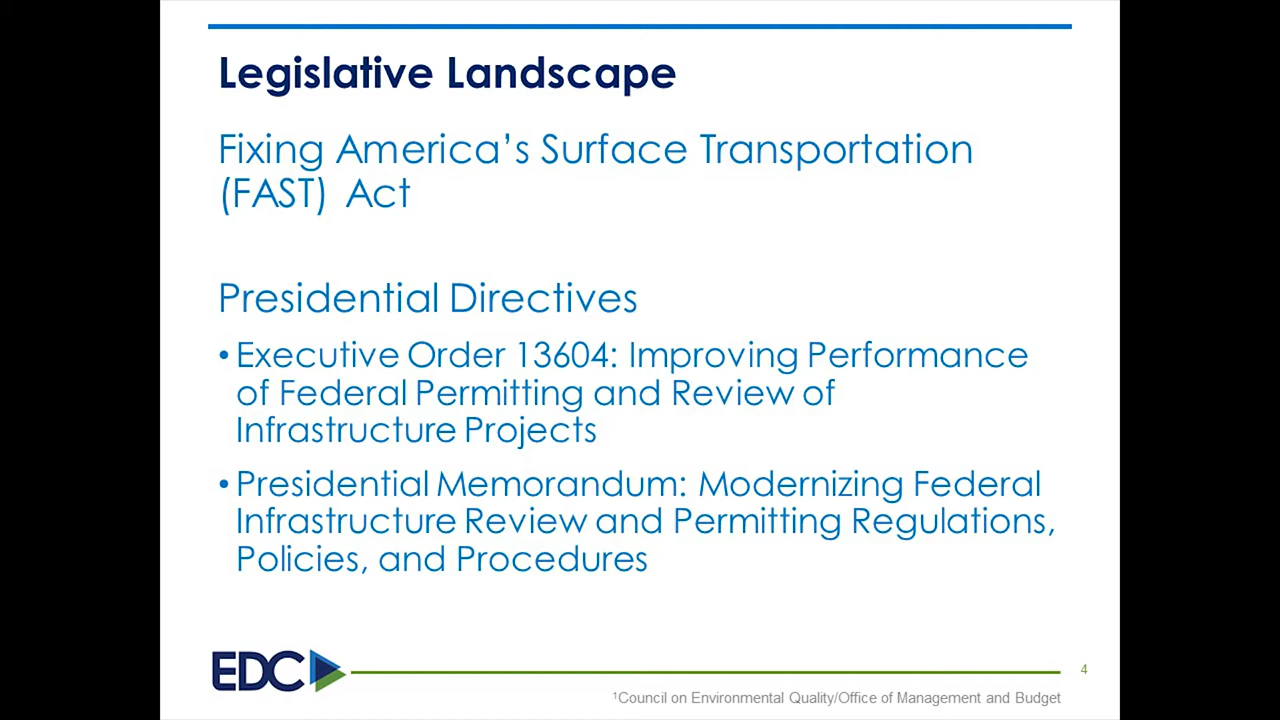 Legislative Landscape
Fixing America’s Surface Transportation
(FAST) Act
Presidential Directives
• Executive Order 13604: Improving Performance
of Federal Permitting and Review of
Infrastructure Projects
• Presidential Memorandum: Modernizing Federal
Infrastructure Review and Permitting Regulations,
Policies, and Procedures
EDC
4
¹Council on Environmental Quality/Office of Management and Budget